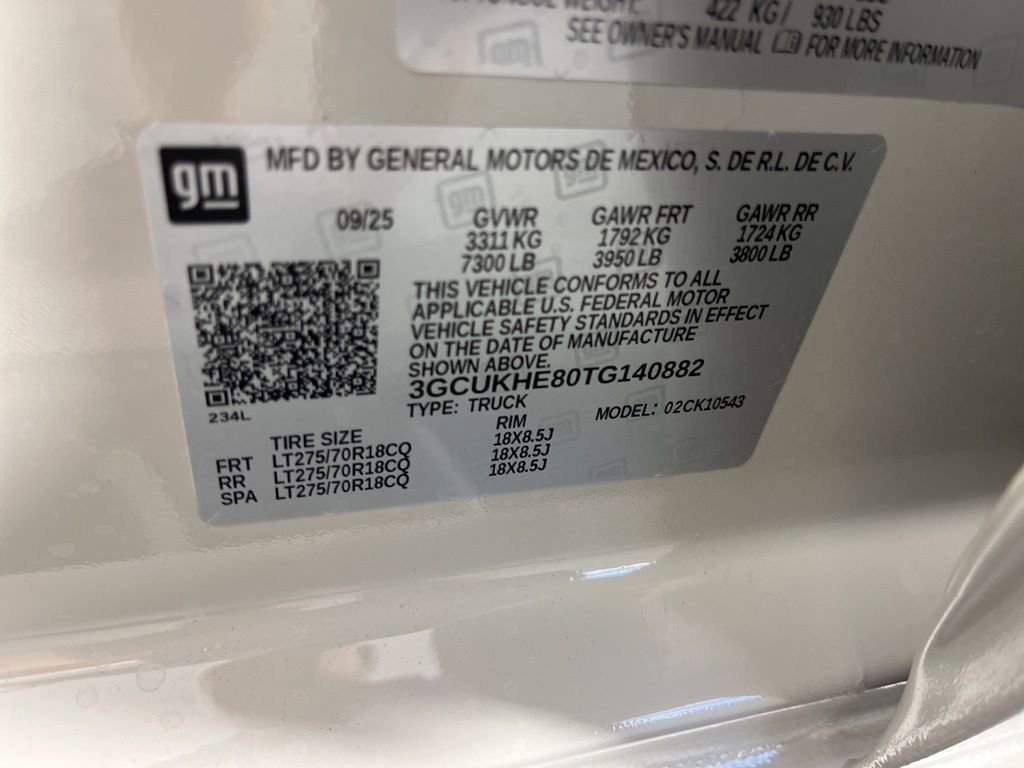 422 KG / 930 LBS
SEE OWNER'S MANUAL FOR MORE INFORMATION
gm
MFD BY GENERAL MOTORS DE MEXICO, S. DE R.L. DE C.V.
09/25 GVWR GAWR FRT GAWR RR
3311 KG 1792 KG 1724 KG
7300 LB 3950 LB 3800 LB
THIS VEHICLE CONFORMS TO ALL
APPLICABLE U.S. FEDERAL MOTOR
VEHICLE SAFETY STANDARDS IN EFFECT
ON THE DATE OF MANUFACTURE
SHOWN ABOVE.
3GCUKHE80TG140882
234L
TYPE: TRUCK MODEL: 02CK10543
TIRE SIZE RIM
FRT LT275/70R18CQ 18X8.5J
RR LT275/70R18CQ 18X8.5J
SPA LT275/70R18CQ 18X8.5J